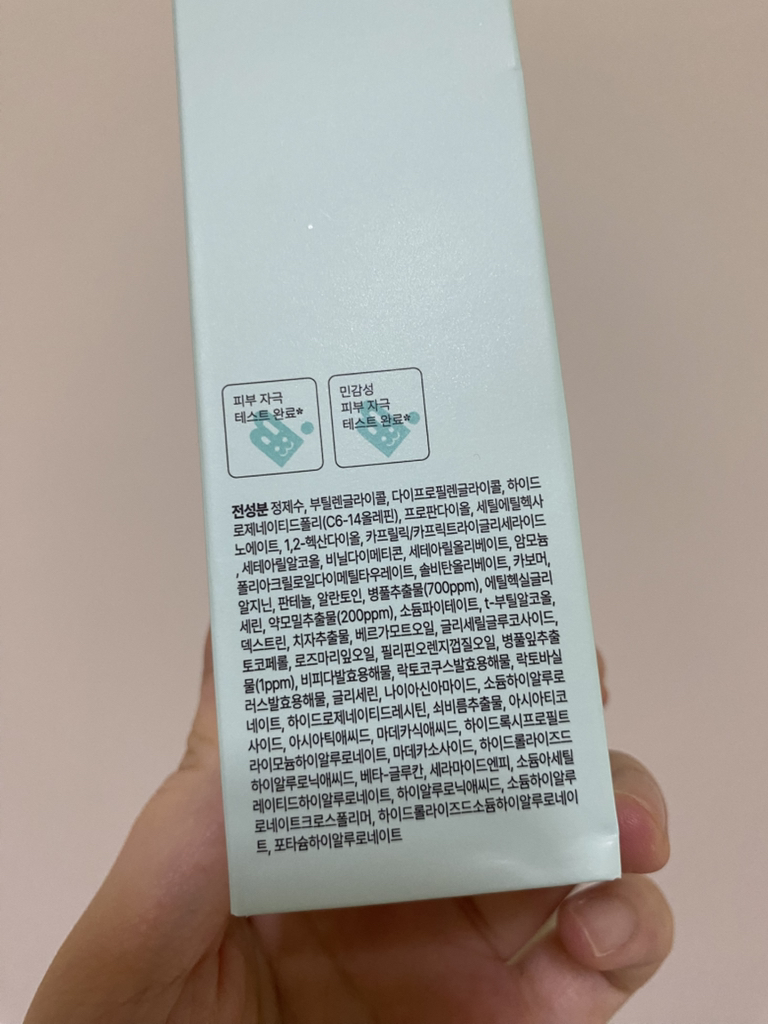 피부 자극
테스트 완료*
민감성
피부 자극
테스트 완료*
전성분 정제수, 부틸렌글라이콜, 다이프로필렌글라이콜, 하이드
로제네이티드폴리(C6-14올레핀), 프로판다이올, 세틸에틸헥사
노에이트, 1,2-헥산다이올, 카프릴릭/카프릭트라이글리세라이드
, 세테아릴알코올, 비닐다이메티콘, 세테아릴올리베이트, 암모늄
폴리아크릴로일다이메틸타우레이트, 솔비탄올리베이트, 카보머,
알지닌, 판테놀, 알란토인, 병풀추출물(700ppm), 에틸헥실글리
세린, 약모밀추출물(200ppm), 소듐파이테이트, t-부틸알코올,
덱스트린, 치자추출물, 베르가모트오일, 글리세릴글루코사이드,
토코페롤, 로즈마리잎오일, 필리핀오렌지껍질오일, 병풀잎추출
물(1ppm), 비피다발효용해물, 락토코쿠스발효용해물, 락토바실
러스발효용해물, 글리세린, 나이아신아마이드, 소듐하이알루로
네이트, 하이드로제네이티드레시틴, 쇠비름추출물, 아시아티코
사이드, 아시아틱애씨드, 마데카식애씨드, 하이드록시프로필트
라이모늄하이알루로네이트, 마데카소사이드, 하이드롤라이즈드
하이알루로닉애씨드, 베타-글루칸, 세라마이드엔피, 소듐아세틸
레이티드하이알루로네이트, 하이알루로닉애씨드, 소듐하이알루
로네이트크로스폴리머, 하이드롤라이즈드소듐하이알루로네이
트, 포타슘하이알루로네이트